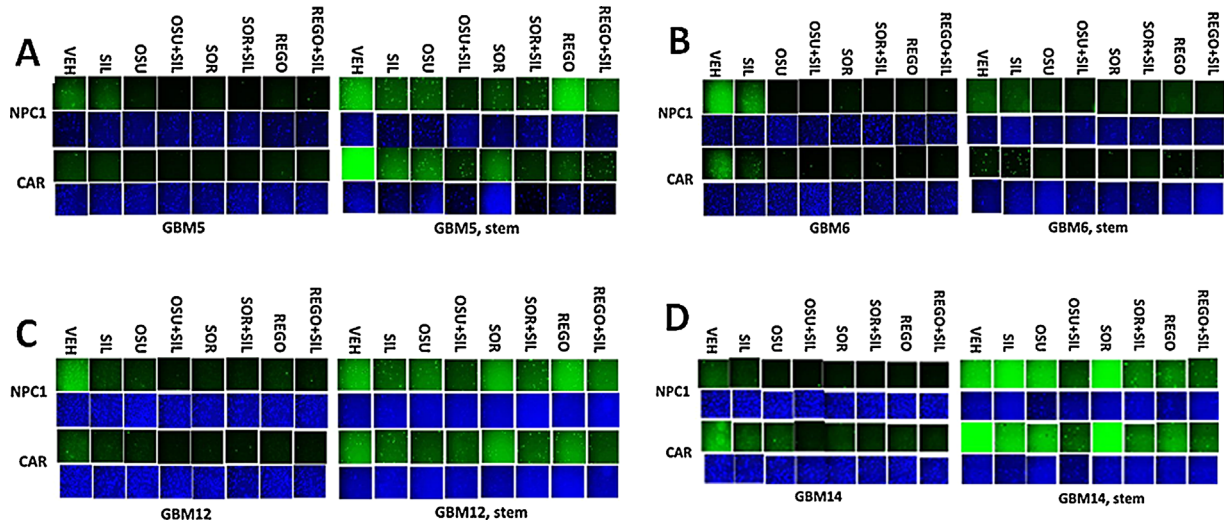 A
VEH SIL OSU OSU+SIL SOR SOR+SIL REGO REGO+SIL
VEH SIL OSU OSU+SIL SOR SOR+SIL REGO REGO+SIL
NPC1
CAR
GBM5
GBM5, stem
B
VEH SIL OSU OSU+SIL SOR SOR+SIL REGO REGO+SIL
VEH SIL OSU OSU+SIL SOR SOR+SIL REGO REGO+SIL
NPC1
CAR
GBM6
GBM6, stem
C
VEH SIL OSU OSU+SIL SOR SOR+SIL REGO REGO+SIL
VEH SIL OSU OSU+SIL SOR SOR+SIL REGO REGO+SIL
NPC1
CAR
GBM12
GBM12, stem
D
VEH SIL OSU OSU+SIL SOR SOR+SIL REGO REGO+SIL
VEH SIL OSU OSU+SIL SOR SOR+SIL REGO REGO+SIL
NPC1
CAR
GBM14
GBM14, stem